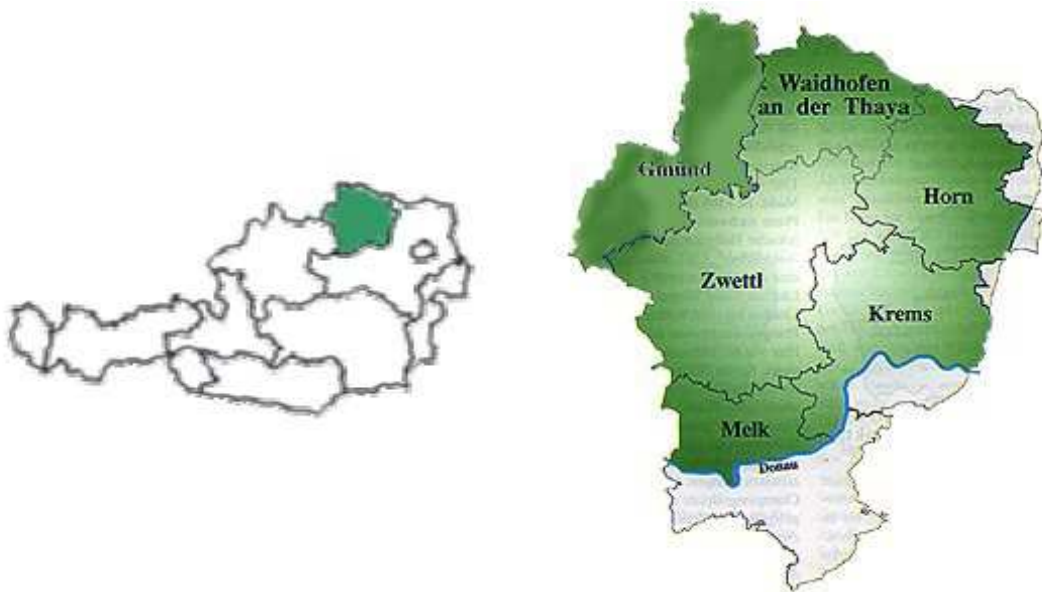 Waidhofen
an der Thaya
Gmünd
Horn
Zwettl
Krems
Melk
Donau